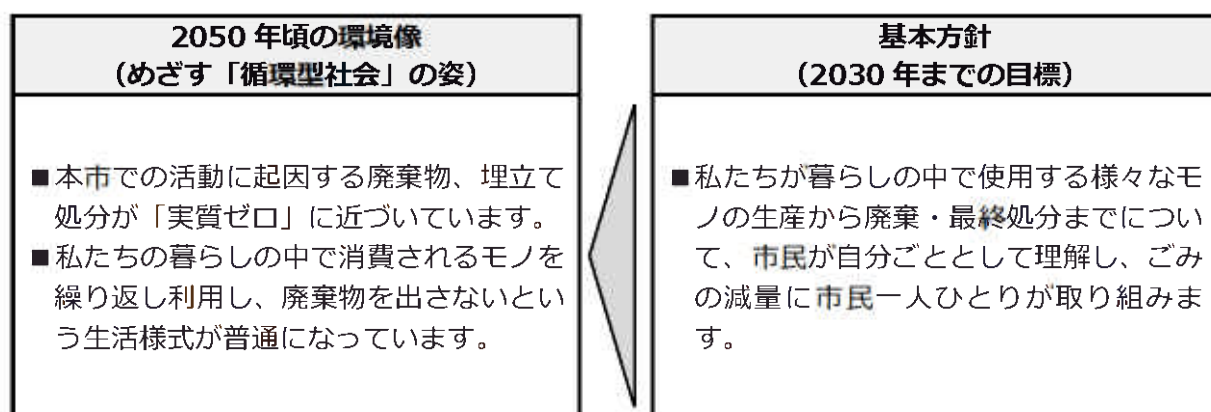 2050 年頃の環境像
（めざす「循環型社会」の姿）
■本市での活動に起因する廃棄物、埋立て
処分が「実質ゼロ」に近づいています。
■私たちの暮らしの中で消費されるモノを
繰り返し利用し、廃棄物を出さないとい
う生活様式が普通になっています。
基本方針
（2030 年までの目標）
■私たちが暮らしの中で使用する様々なモ
ノの生産から廃棄・最終処分までについ
て、市民が自分ごととして理解し、ごみ
の減量に市民一人ひとりが取り組みま
す。